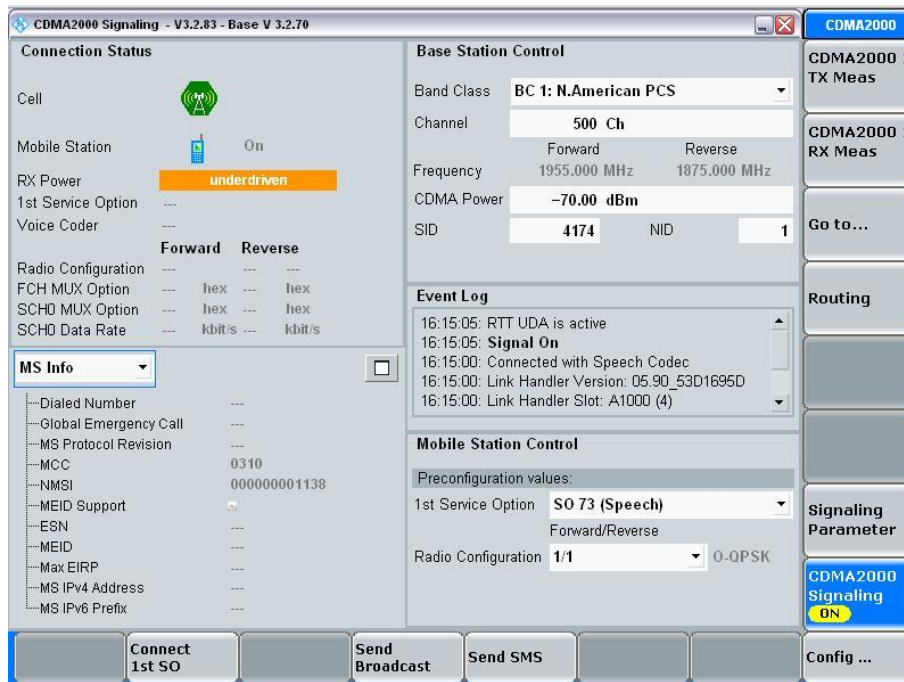 CDMA2000 Signaling - V3.2.83 - Base V 3.2.70
CDMA2000
Connection Status
Cell
Mobile Station On
RX Power underdriven
1st Service Option ---
Voice Coder ---
Forward Reverse
Radio Configuration --- --- ---
FCH MUX Option --- hex --- hex
SCH0 MUX Option --- hex --- hex
SCH0 Data Rate --- kbit/s --- kbit/s
MS Info
Dialed Number ---
Global Emergency Call ---
MS Protocol Revision ---
MCC 0310
NMSI 000000001138
MEID Support
ESN ---
MEID ---
Max EIRP ---
MS IPv4 Address ---
MS IPv6 Prefix ---
Base Station Control
Band Class BC 1: N.American PCS
Channel 500 Ch
Forward Reverse
Frequency 1955.000 MHz 1875.000 MHz
CDMA Power -70.00 dBm
SID 4174 NID 1
Event Log
16:15:05: RTT UDA is active
16:15:05: Signal On
16:15:00: Connected with Speech Codec
16:15:00: Link Handler Version: 05.90_53D1695D
16:15:00: Link Handler Slot: A1000 (4)
Mobile Station Control
Preconfiguration values:
1st Service Option SO 73 (Speech)
Forward/Reverse
Radio Configuration 1/1 O-QPSK
CDMA2000
TX Meas
CDMA2000
RX Meas
Go to...
Routing
Signaling
Parameter
CDMA2000
Signaling
ON
Connect
1st SO
Send
Broadcast
Send SMS
Config ...